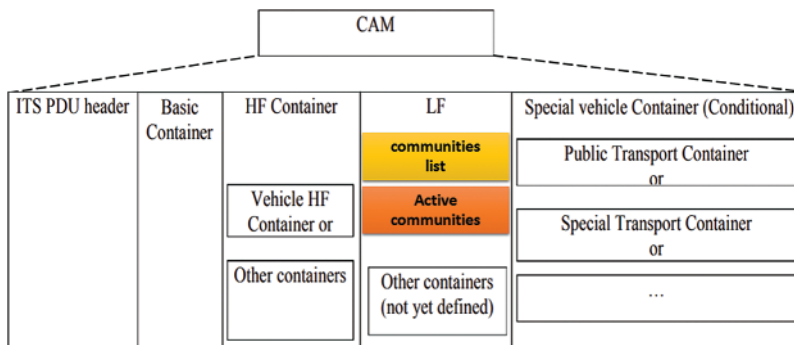 CAM
ITS PDU header
Basic
Container
HF Container
Vehicle HF
Container or
Other containers
LF
communities
list
Active
communities
Other containers
(not yet defined)
Special vehicle Container (Conditional)
Public Transport Container
or
Special Transport Container
or
...